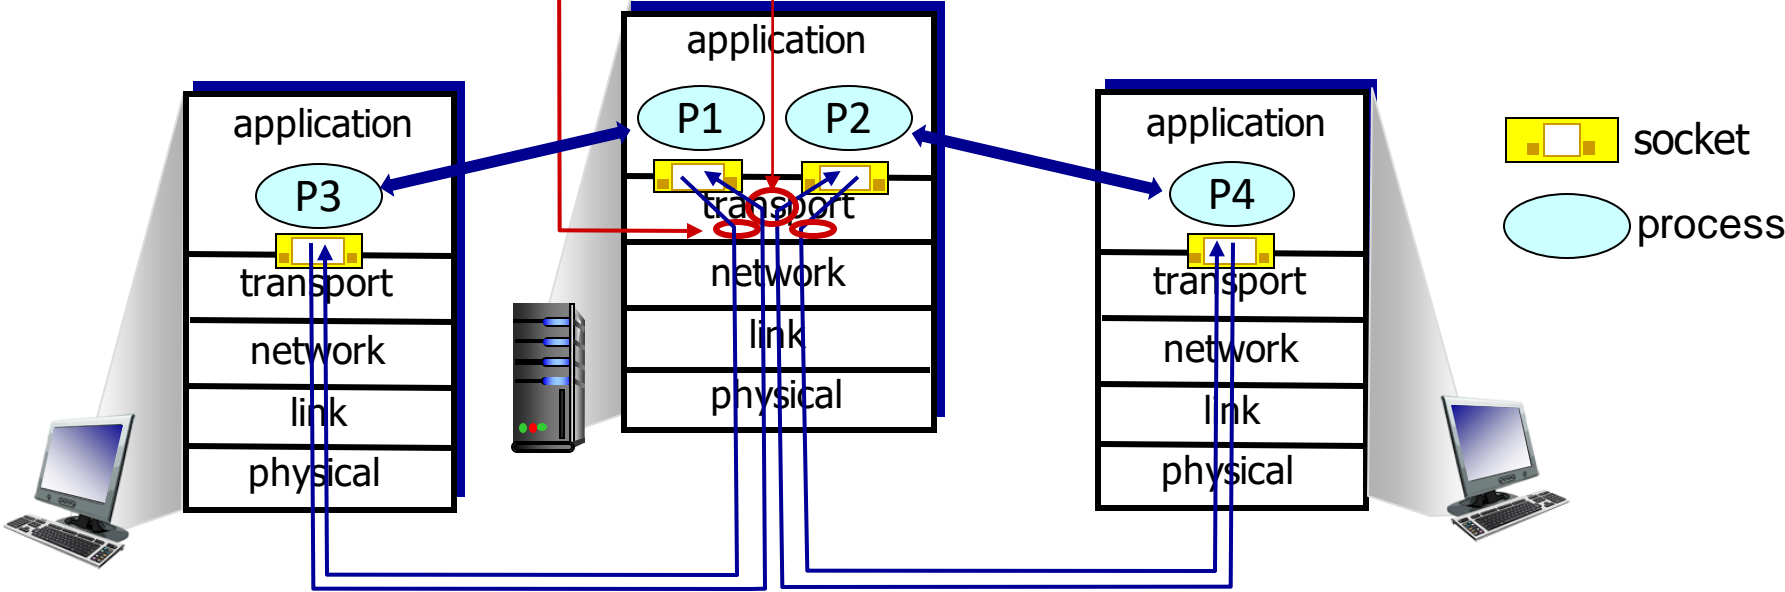 application
P3
transport
network
link
physical
application
P1
P2
transport
network
link
physical
application
P4
transport
network
link
physical
socket
process